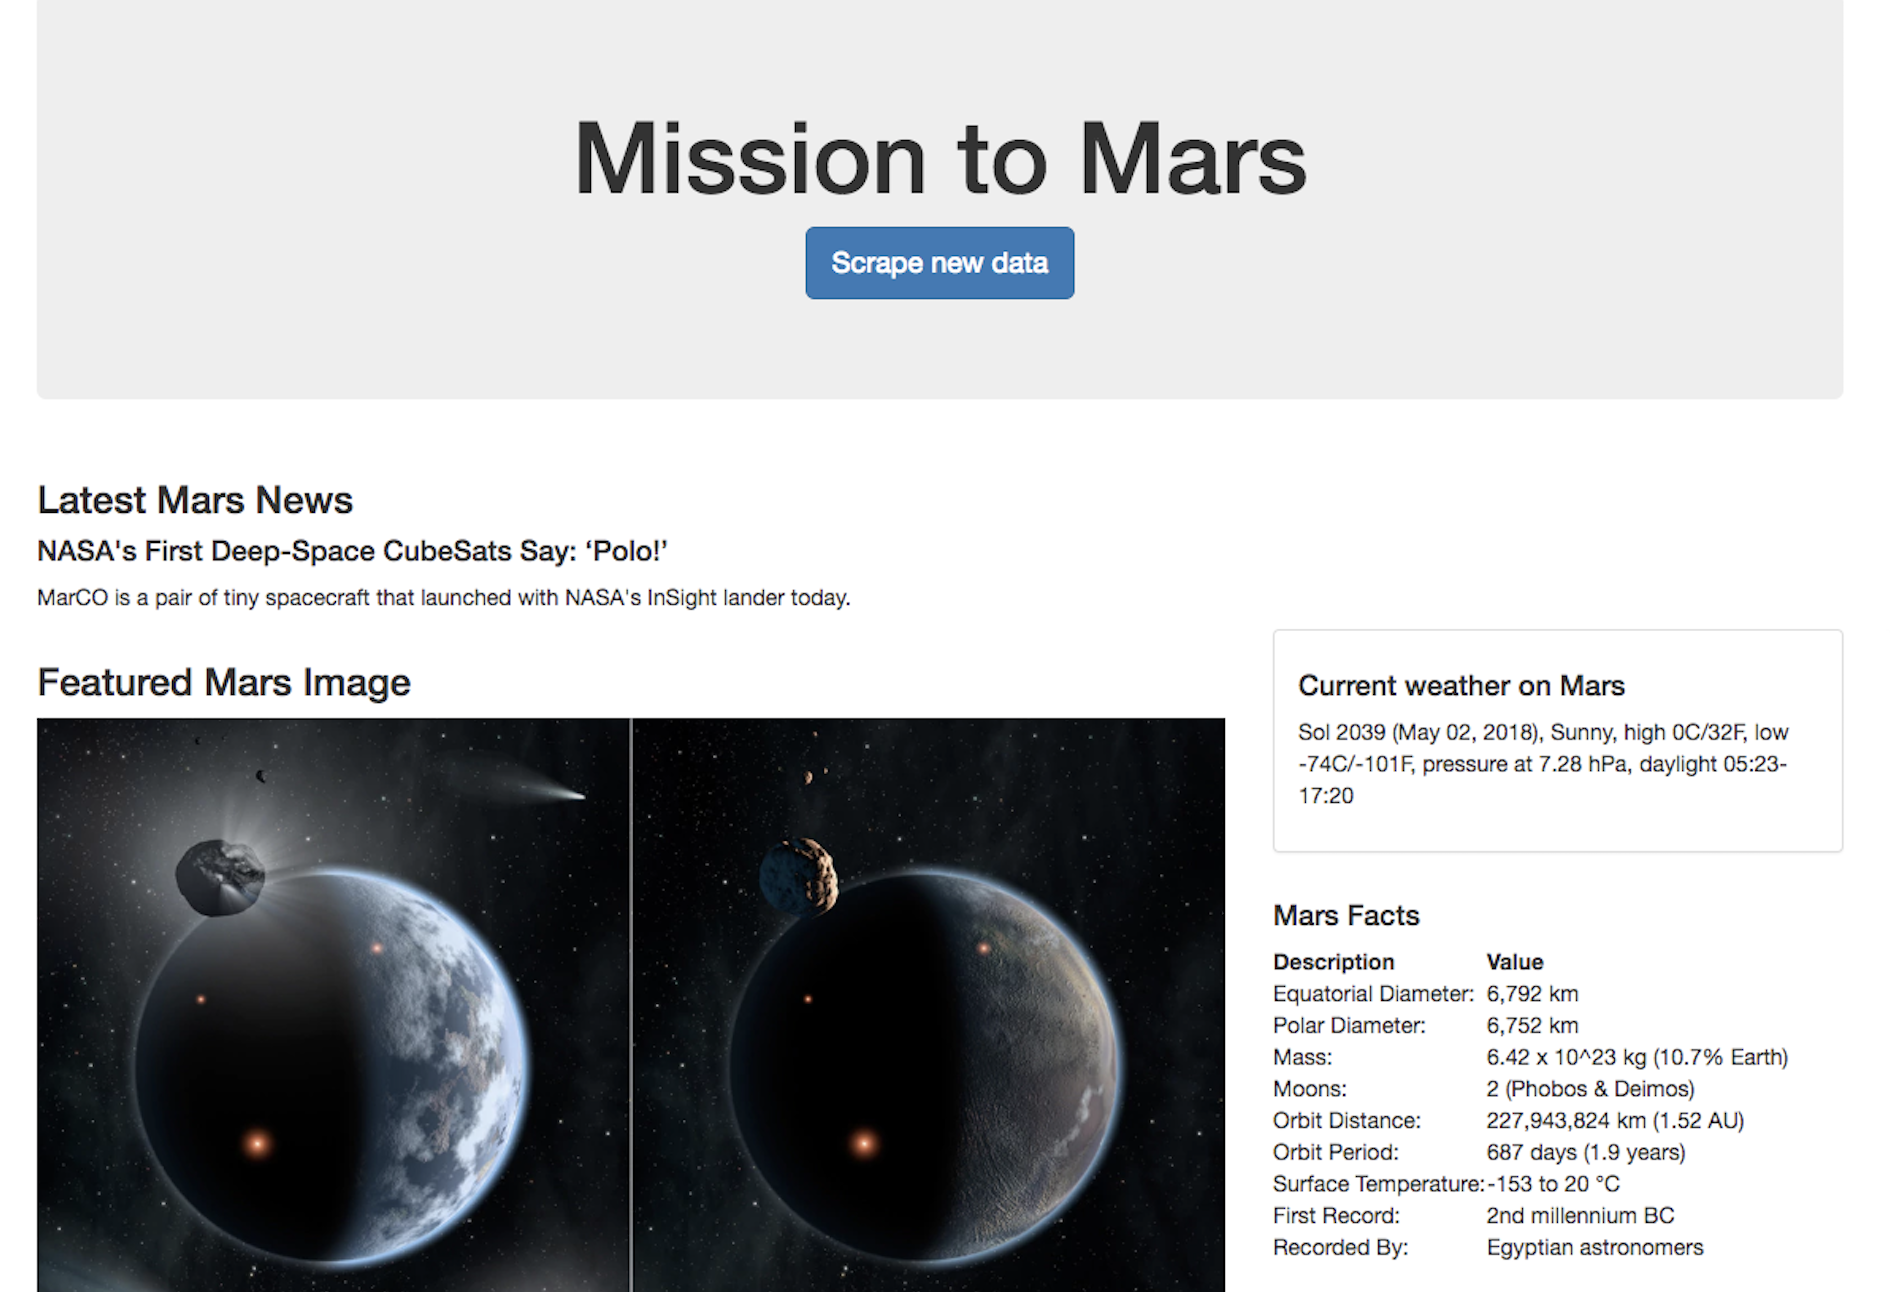 Mission to Mars
Scrape new data
Latest Mars News
NASA's First Deep-Space CubeSats Say: ‘Polo!’
MarCO is a pair of tiny spacecraft that launched with NASA's InSight lander today.
Featured Mars Image
Current weather on Mars
Sol 2039 (May 02, 2018), Sunny, high 0C/32F, low
-74C/-101F, pressure at 7.28 hPa, daylight 05:23-
17:20
Mars Facts
Description Value
Equatorial Diameter: 6,792 km
Polar Diameter: 6,752 km
Mass: 6.42 x 10^23 kg (10.7% Earth)
Moons: 2 (Phobos & Deimos)
Orbit Distance: 227,943,824 km (1.52 AU)
Orbit Period: 687 days (1.9 years)
Surface Temperature: -153 to 20 °C
First Record: 2nd millennium BC
Recorded By: Egyptian astronomers